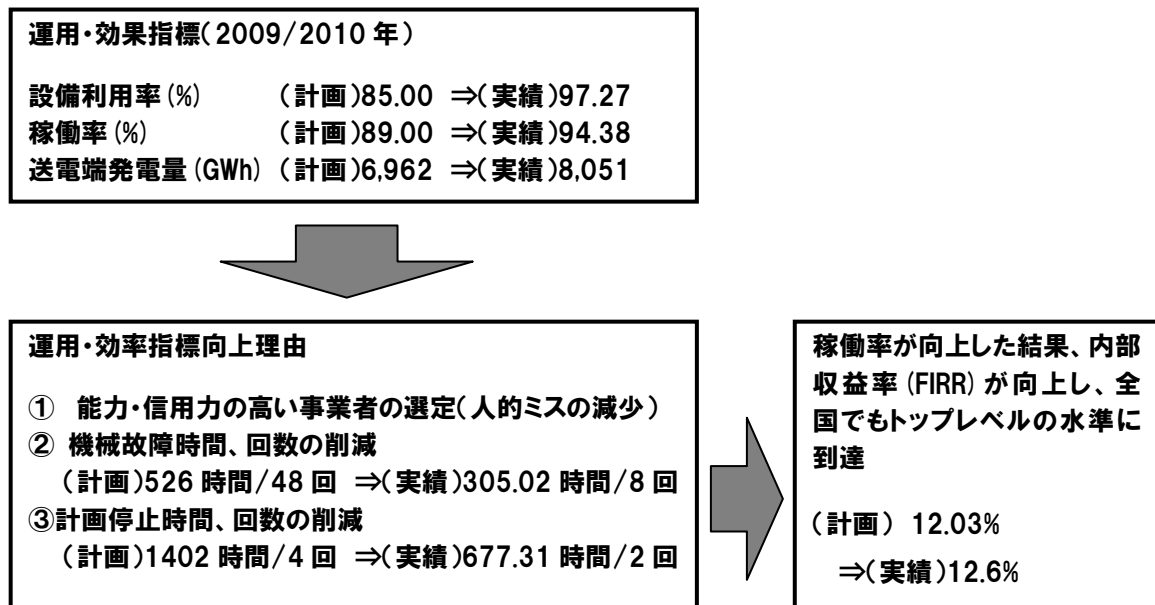 運用・効果指標(2009/2010 年)
設備利用率(%) (計画)85.00 ⇒(実績)97.27
稼働率(%) (計画)89.00 ⇒(実績)94.38
送電端発電量(GWh) (計画)6,962 ⇒(実績)8,051
運用・効率指標向上理由
① 能力・信用力の高い事業者の選定(人的ミスの減少)
② 機械故障時間、回数の削減
(計画)526 時間/48 回 ⇒(実績)305.02 時間/8 回
③計画停止時間、回数の削減
(計画)1402 時間/4 回 ⇒(実績)677.31 時間/2 回
稼働率が向上した結果、内部
収益率(FIRR)が向上し、全
国でもトップレベルの水準に
到達
(計画) 12.03%
⇒(実績)12.6%